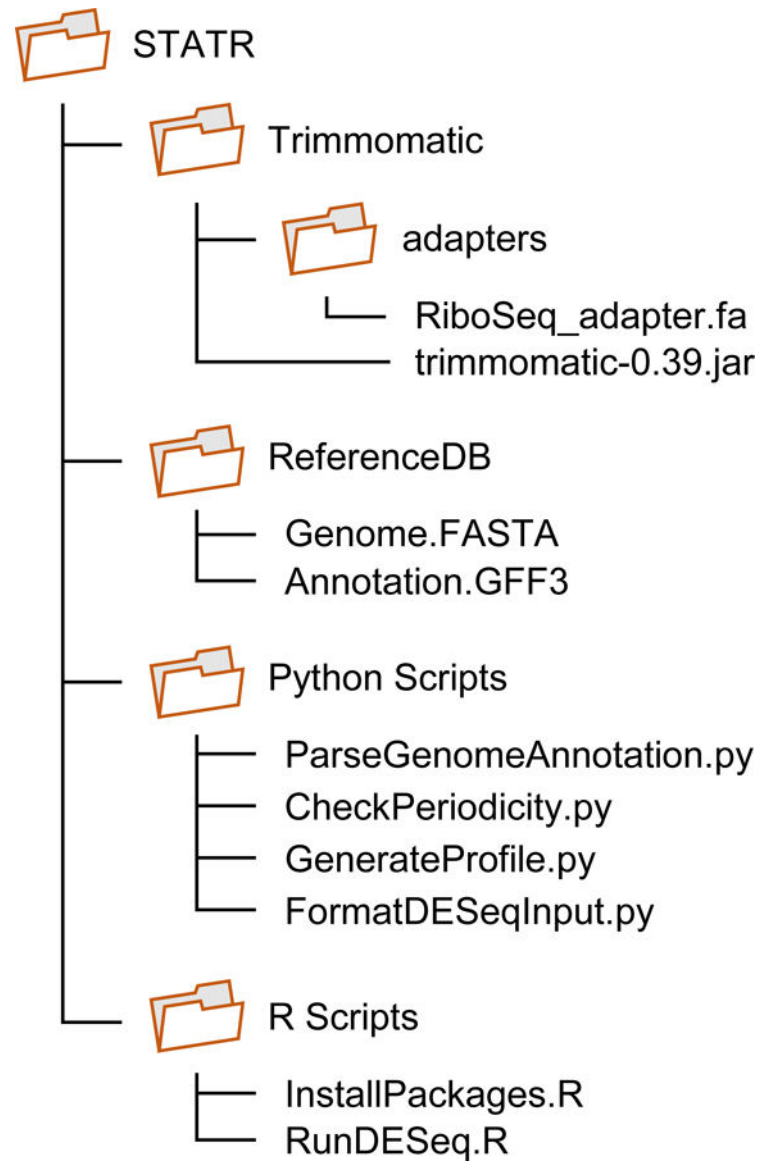 STATR
Trimmomatic
adapters
RiboSeq_adapter.fa
trimmomatic-0.39.jar
ReferenceDB
Genome.FASTA
Annotation.GFF3
Python Scripts
ParseGenomeAnnotation.py
CheckPeriodicity.py
GenerateProfile.py
FormatDESeqInput.py
R Scripts
InstallPackages.R
RunDESeq.R